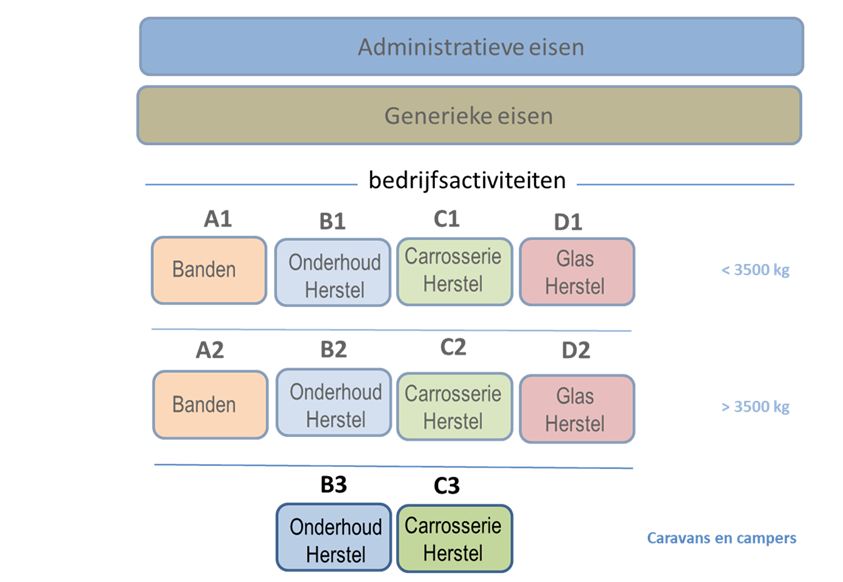 Administratieve eisen
Generieke eisen
bedrijfsactiviteiten
A1 B1 C1 D1
Banden
Onderhoud
Herstel
Carrosserie
Herstel
Glas
Herstel
< 3500 kg
A2 B2 C2 D2
Banden
Onderhoud
Herstel
Carrosserie
Herstel
Glas
Herstel
> 3500 kg
B3 C3
Onderhoud
Herstel
Carrosserie
Herstel
Caravans en campers